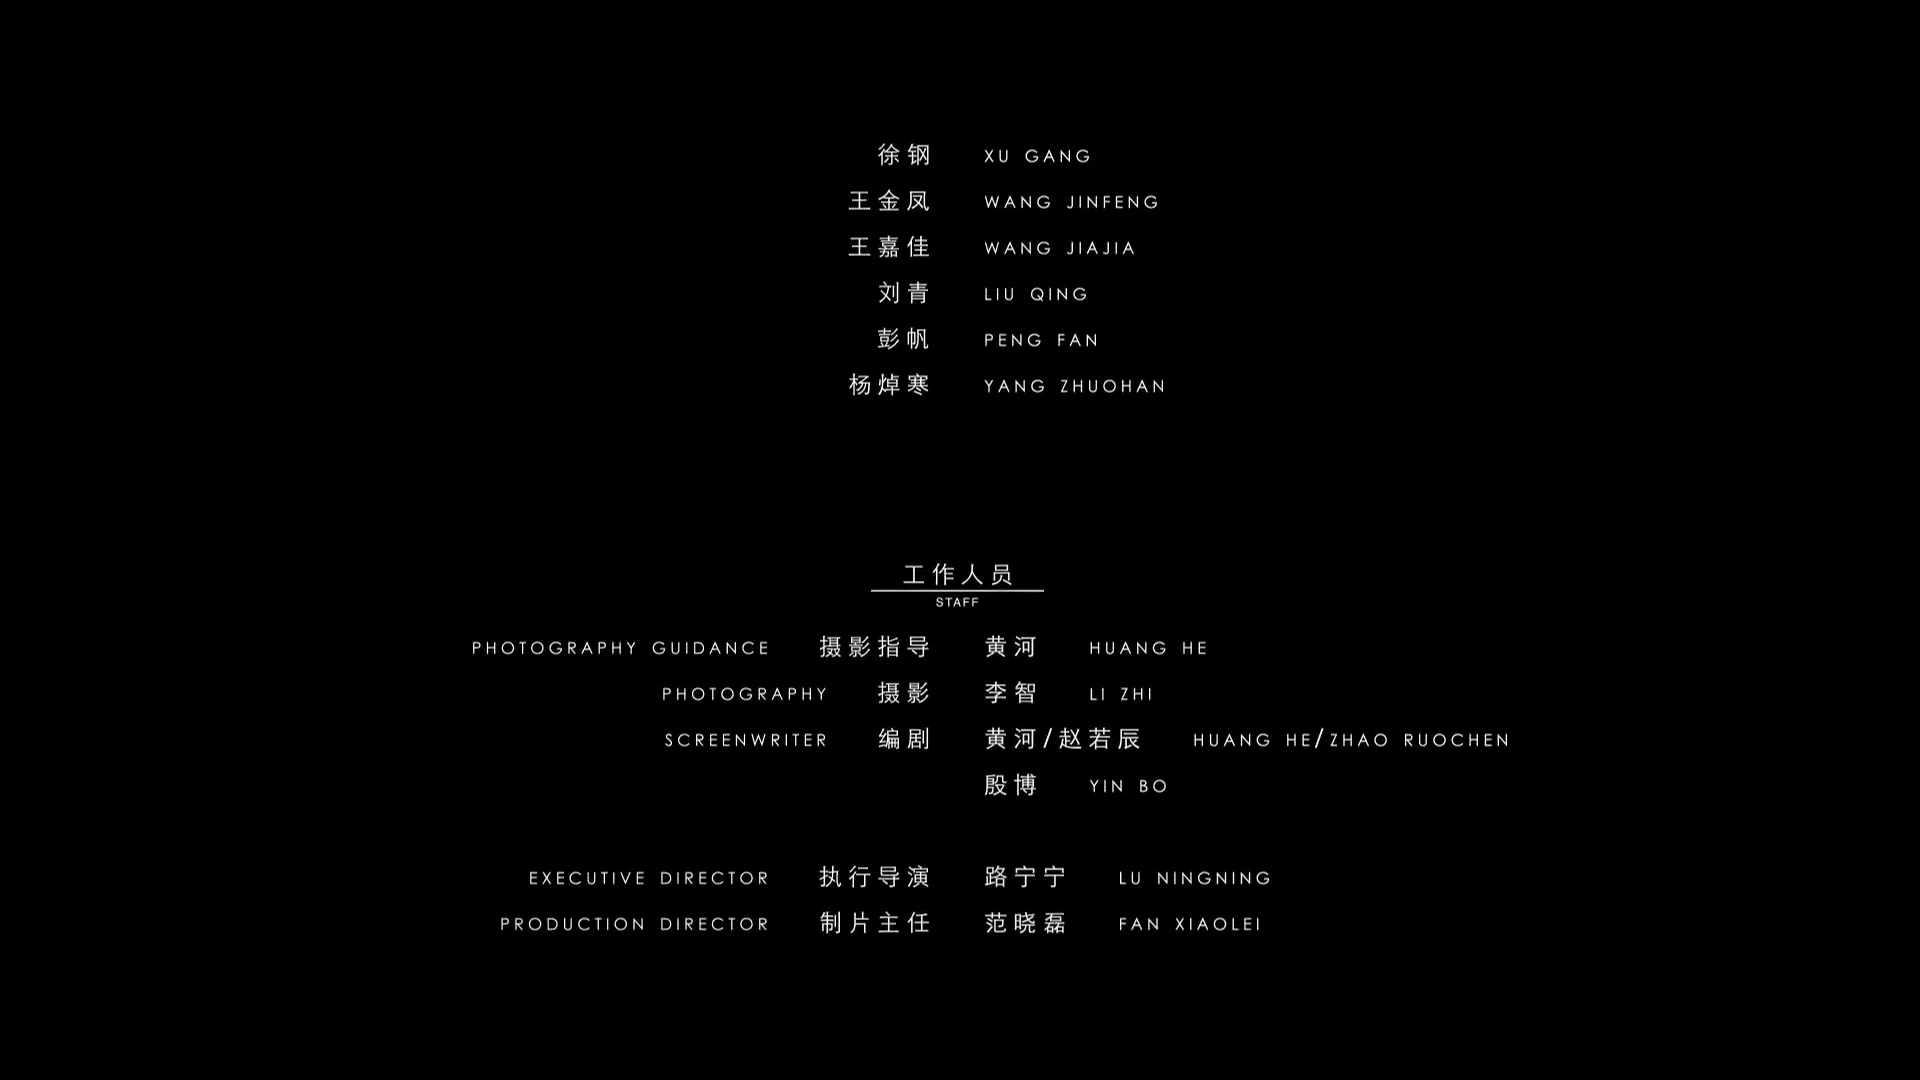 徐钢 XU GANG
王金凤 WANG JINFENG
王嘉佳 WANG JIAJIA
刘青 LIU QING
彭帆 PENG FAN
杨焯寒 YANG ZHUOHAN
工作人员
STAFF
PHOTOGRAPHY GUIDANCE 摄影指导 黄河 HUANG HE
PHOTOGRAPHY 摄影 李智 LI ZHI
SCREENWRITER 编剧 黄河/赵若辰 HUANG HE/ZHAO RUOCHEN
殷博 YIN BO
EXECUTIVE DIRECTOR 执行导演 路宁宁 LU NINGNING
PRODUCTION DIRECTOR 制片主任 范晓磊 FAN XIAOLEI